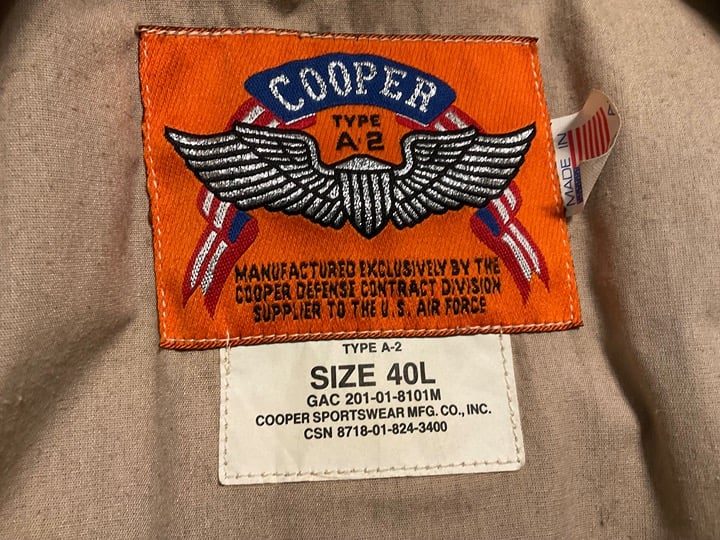 COOPER
TYPE
A-2
MANUFACTURED EXCLUSIVELY BY THE
COOPER DEFENSE CONTRACT DIVISION
SUPPLIER TO THE U.S. AIR FORCE
MADE IN
TYPE A-2
SIZE 40L
GAC 201-01-8101M
COOPER SPORTSWEAR MFG. CO., INC.
CSN 8718-01-824-3400